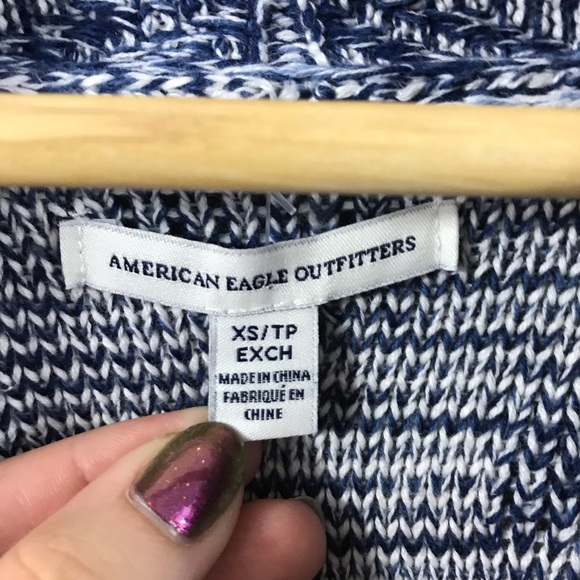 AMERICAN EAGLE OUTFITTERS
XS/TP
EXCH
MADE IN CHINA
FABRIQUÉ EN
CHINE